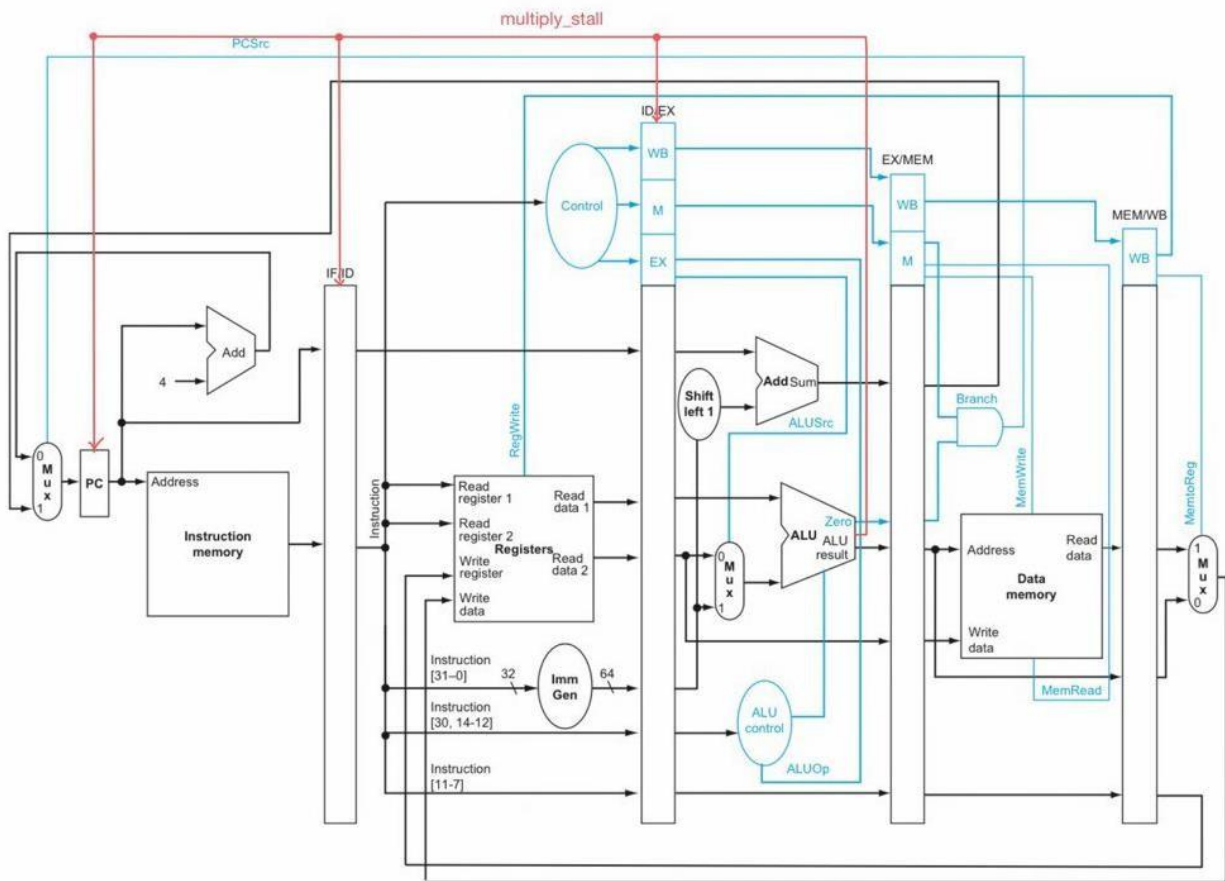 multiply_stall
PCSrc
ID/EX
WB
EX/MEM
Control
M
WB
MEM/WB
EX
M
WB
IF/ID
Add
4
Add Sum
Shift
left 1
Branch
ALUSrc
RegWrite
MemWrite
MemtoReg
0
M
u
x
1
PC
Address
Instruction
memory
Instruction
Read
register 1
Read
data 1
Read
register 2
Registers
Write
register
Read
data 2
Write
data
Zero
ALU
ALU
result
0
M
u
x
1
Address
Read
data
Data
memory
Write
data
1
M
u
x
0
Instruction
[31–0]
32
Imm
Gen
64
MemRead
Instruction
[30, 14-12]
ALU
control
Instruction
[11-7]
ALUOp